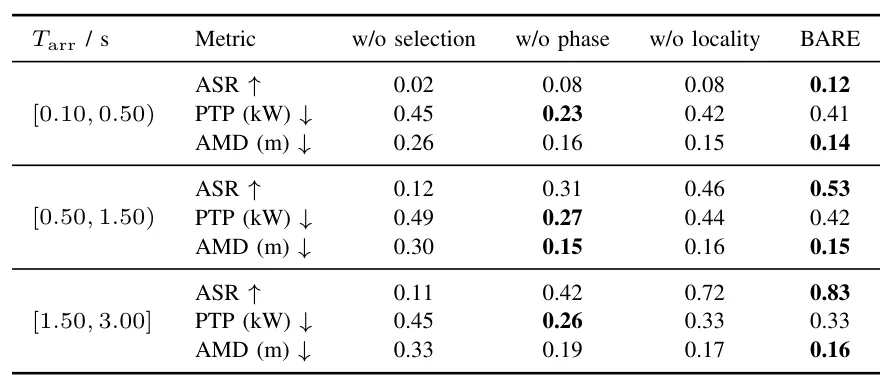 T_arr / s Metric w/o selection w/o phase w/o locality BARE
ASR ↑ 0.02 0.08 0.08 0.12
[0.10, 0.50) PTP (kW) ↓ 0.45 0.23 0.42 0.41
AMD (m) ↓ 0.26 0.16 0.15 0.14
ASR ↑ 0.12 0.31 0.46 0.53
[0.50, 1.50) PTP (kW) ↓ 0.49 0.27 0.44 0.42
AMD (m) ↓ 0.30 0.15 0.16 0.15
ASR ↑ 0.11 0.42 0.72 0.83
[1.50, 3.00] PTP (kW) ↓ 0.45 0.26 0.33 0.33
AMD (m) ↓ 0.33 0.19 0.17 0.16